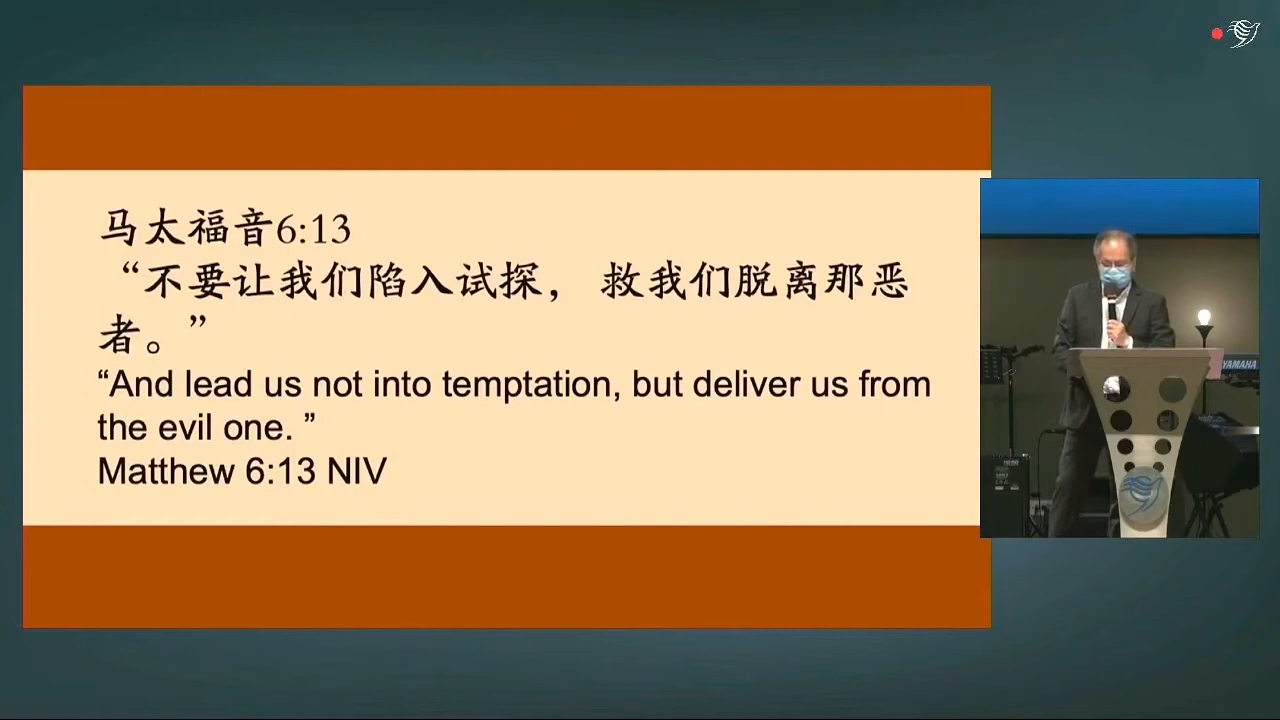 马太福音6:13
“不要让我们陷入试探， 救我们脱离那恶
者。”
“And lead us not into temptation, but deliver us from
the evil one. ”
Matthew 6:13 NIV
YAMAHA